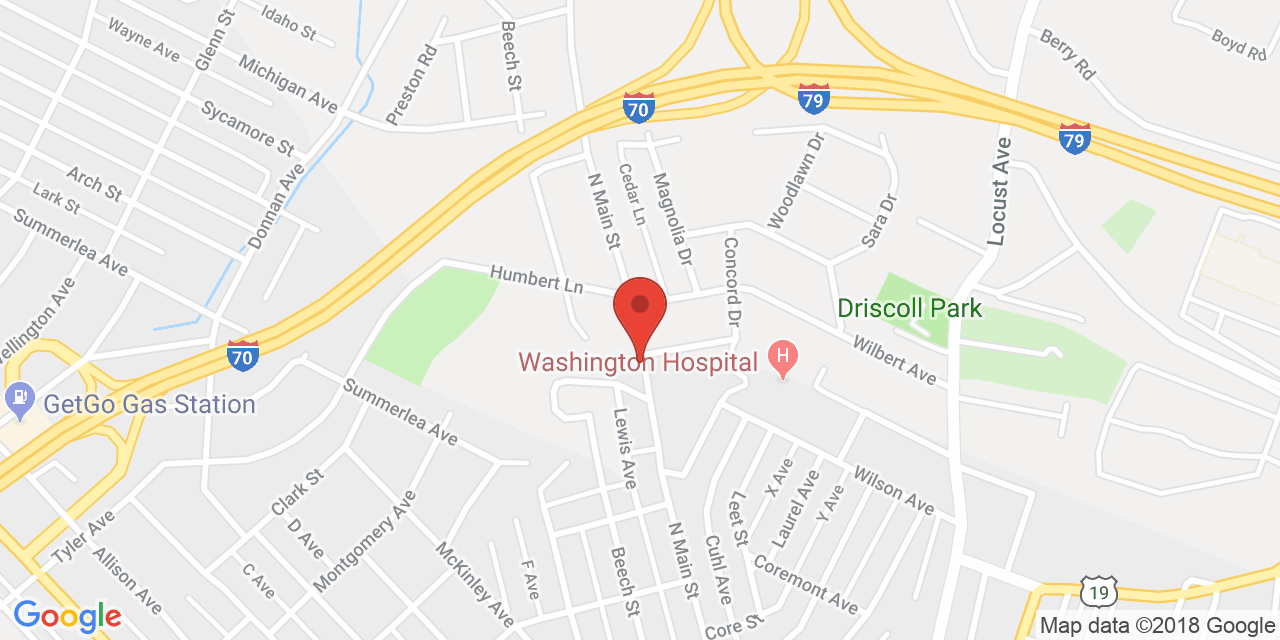 Idaho St
Wayne Ave
Glenn St
Michigan Ave
Preston Rd
Beech St
Berry Rd
Boyd Rd
70
79
79
Sycamore St
Arch St
Lark St
Summerlea Ave
Donnan Ave
N Main St
Cedar Ln
Magnolia Dr
Woodlawn Dr
Sara Dr
Locust Ave
Concord Dr
Humbert Ln
Driscoll Park
Wellington Ave
70
Washington Hospital
H
Wilbert Ave
GetGo Gas Station
Summerlea Ave
Lewis Ave
Clark St
D Ave
Montgomery Ave
X Ave
Laurel Ave
Y Ave
Wilson Ave
Leet St
Tyler Ave
Allison Ave
C Ave
McKinley Ave
F Ave
Beech St
N Main St
Cuhl Ave
Coremont Ave
Core St
19
Google
Map data ©2018 Google